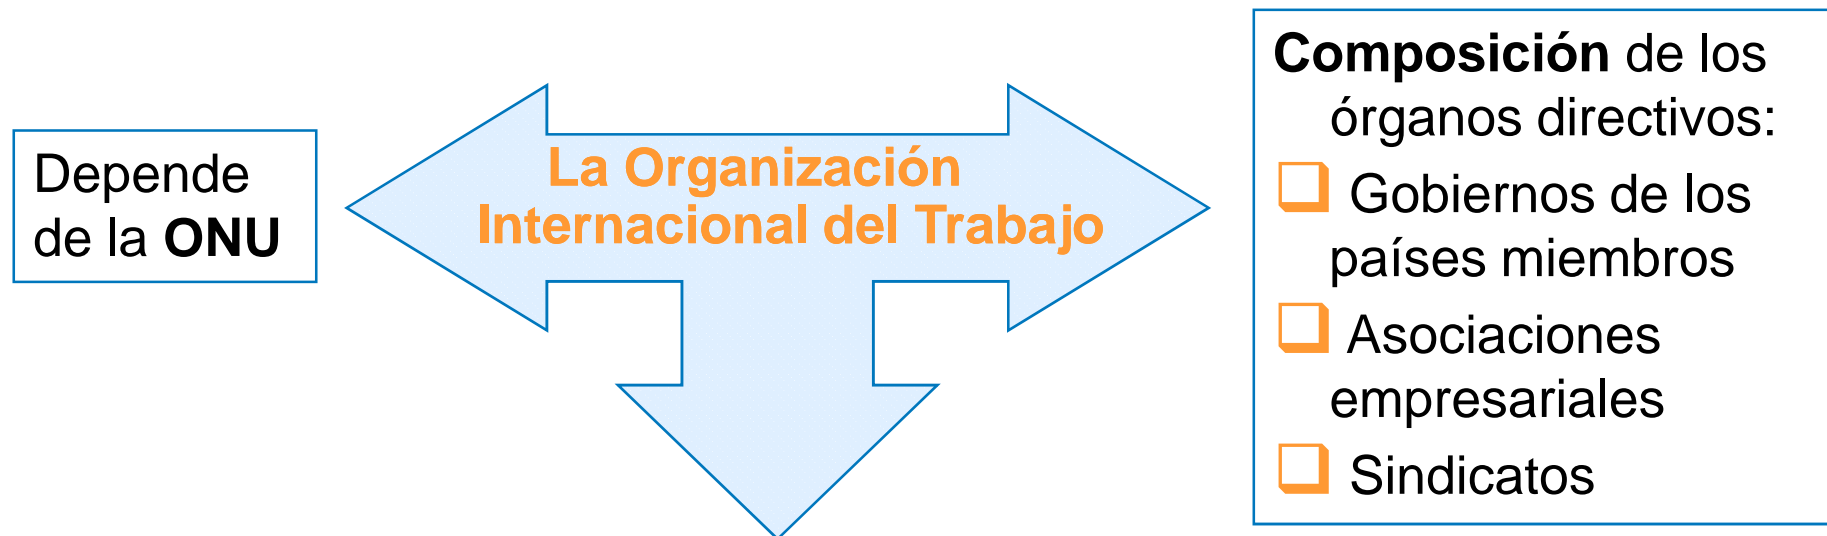 Depende
de la ONU
La Organización
Internacional del Trabajo
Composición de los
órganos directivos:
Gobiernos de los
países miembros
Asociaciones
empresariales
Sindicatos